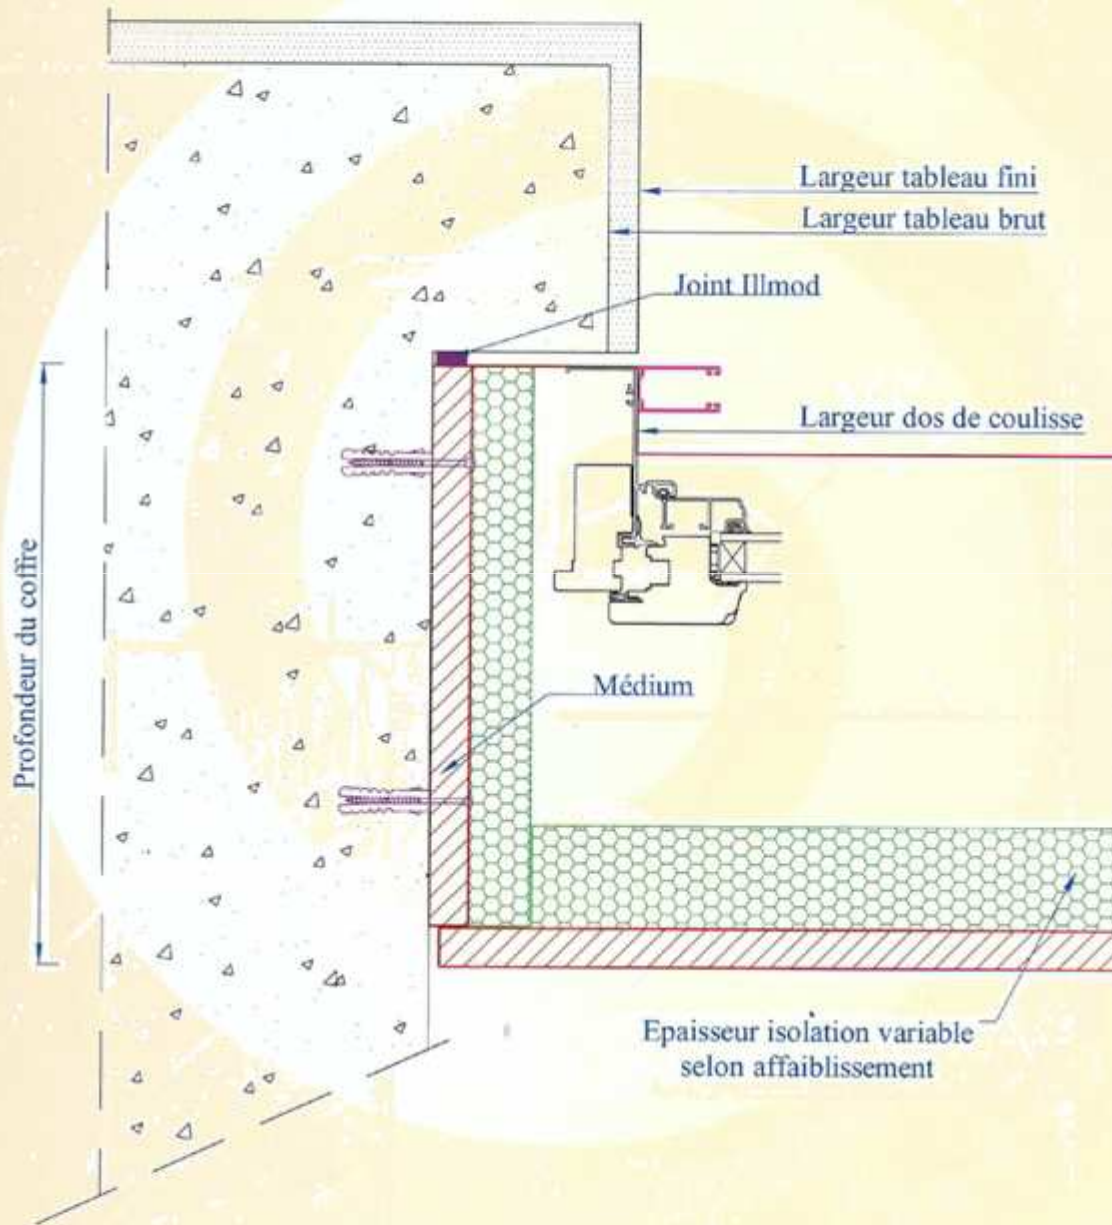 Largeur tableau fini
Largeur tableau brut
Joint Illmod
Largeur dos de coulisse
Profondeur du coffre
Médium
Epaisseur isolation variable
selon affaiblissement